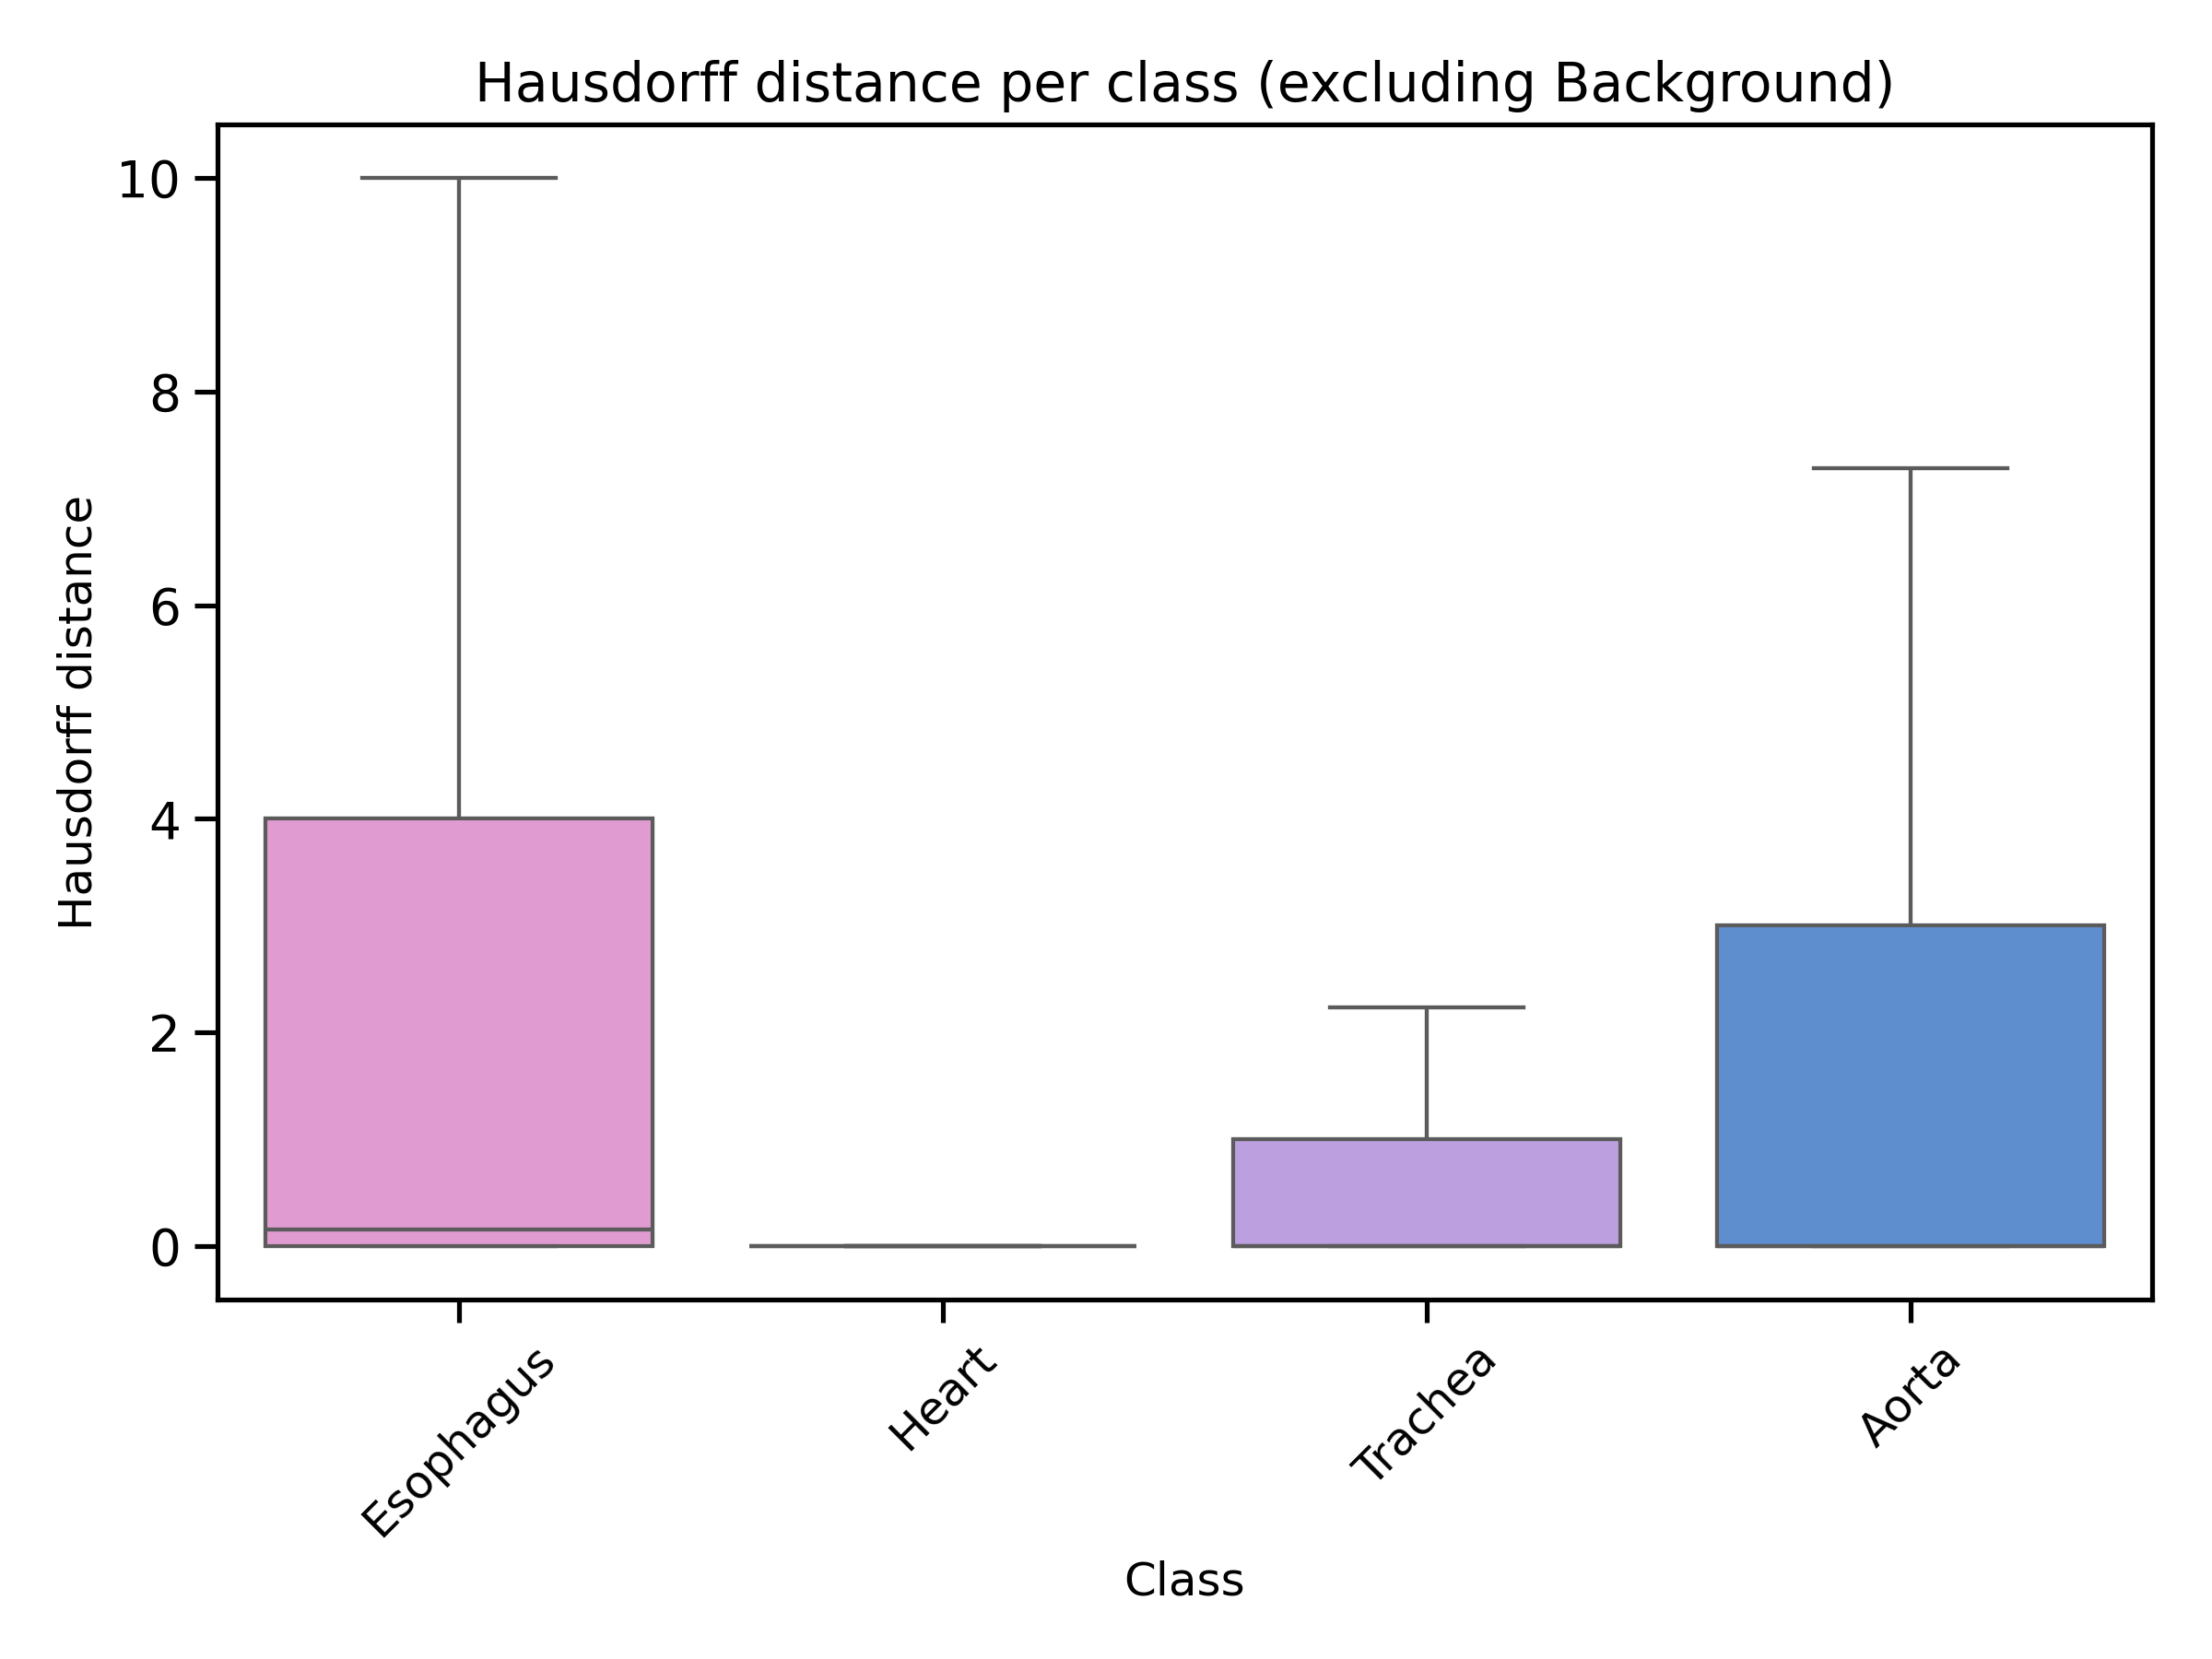 Hausdorff distance per class (excluding Background)
Hausdorff distance
10
8
6
4
2
0
Esophagus
Heart
Trachea
Aorta
Class